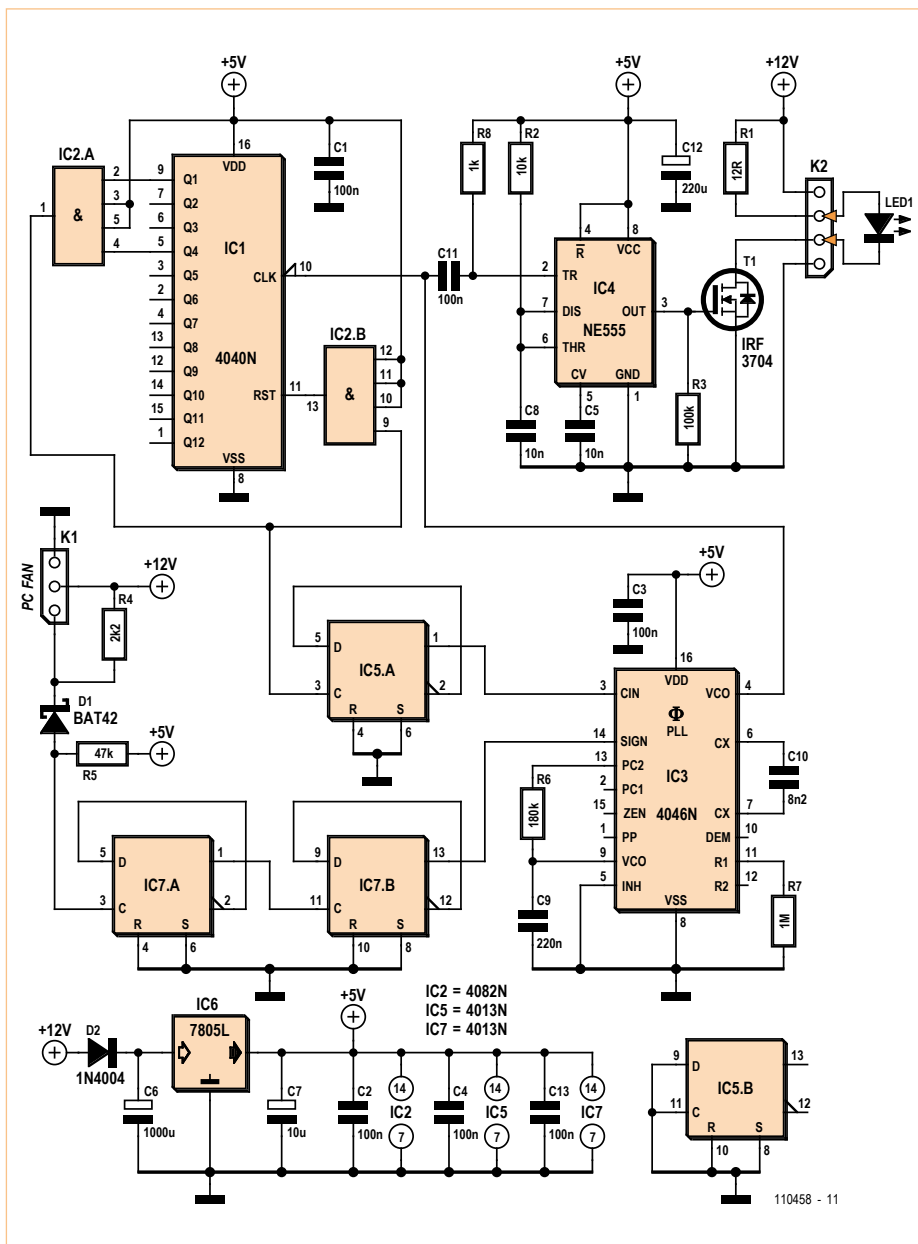 +5V
+5V
+12V
IC2.A
1
2
3
5
4
&
16
VDD
9
7
6
5
3
2
4
13
12
14
15
1
Q1
Q2
Q3
Q4
Q5
Q6
Q7
Q8
Q9
Q10
Q11
Q12
IC1
CLK
10
4040N
RST
11
VSS
8
C1
100n
IC2.B
13
&
12
11
10
9
C11
100n
R8
1k
R2
10k
C12
220u
4
8
R
VCC
2
TR
IC4
7
DIS
OUT
3
NE555
6
THR
CV
GND
5
1
C8
10n
C5
10n
R3
100k
R1
12R
K2
LED1
T1
IRF
3704
K1
PC FAN
+12V
R4
2k2
D1
BAT42
+5V
47k
R5
5
D
1
IC5.A
3
C
2
R
S
4
6
+5V
C3
100n
16
VDD
3
CIN
VCO
4
Φ
PLL
14
SIGN
CX
6
13
PC2
IC3
C10
8n2
2
PC1
15
ZEN
4046N
CX
7
1
PP
DEM
10
9
VCO
R1
11
5
INH
R2
12
VSS
8
R6
180k
C9
220n
R7
1M
5
D
1
IC7.A
3
C
2
R
S
4
6
9
D
13
IC7.B
11
C
12
R
S
10
8
IC2 = 4082N
IC5 = 4013N
IC7 = 4013N
+12V
D2
1N4004
IC6
7805L
+5V
C6
1000u
C7
10u
C2
100n
14
IC2
7
C4
100n
14
IC5
7
C13
100n
14
IC7
7
9
D
13
IC5.B
11
C
12
R
S
10
8
110458 - 11